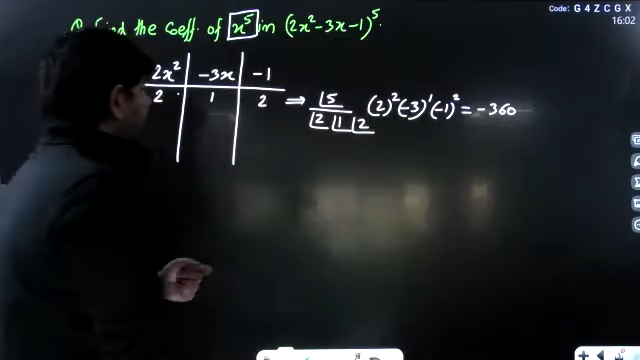 Code: G 4 Z C G X
16:02
Q. Find the Coeff. of x⁵ in (2x²-3x-1)⁵.
2x² | -3x | -1
2 | 1 | 2 ⇒ |5 / |2 |1 |2 (2)² (-3)¹ (-1)² = -360